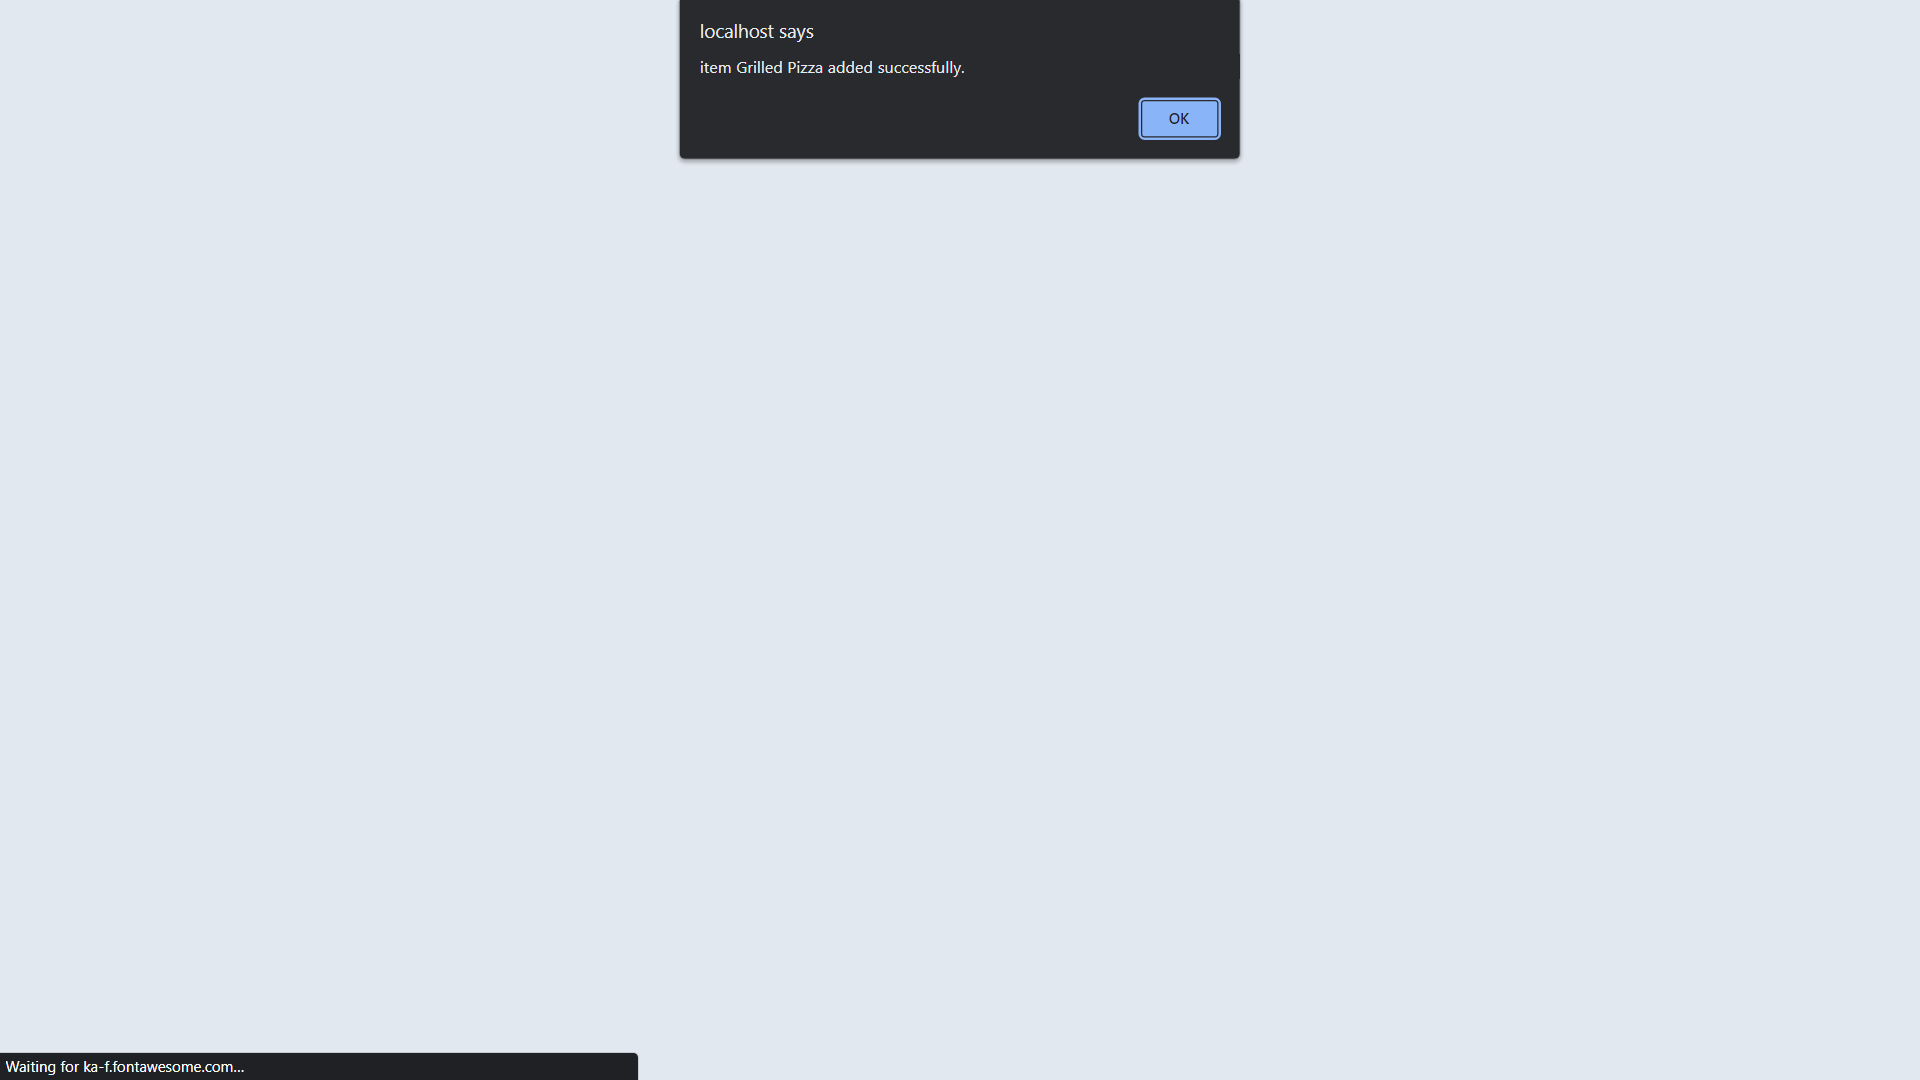 localhost says
item Grilled Pizza added successfully.
OK
Waiting for ka-f.fontawesome.com...